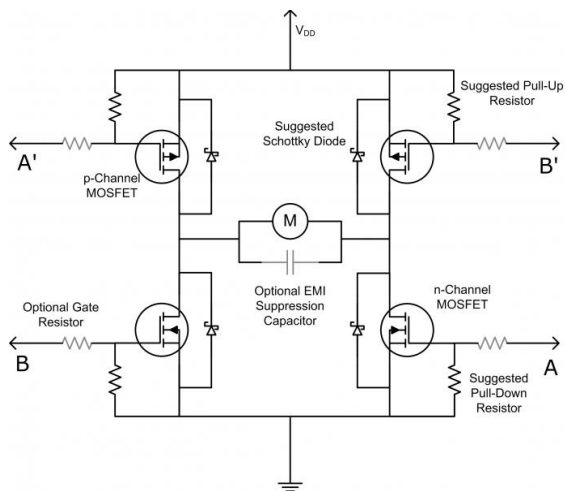 V_DD
Suggested Pull-Up
Resistor
Suggested
Schottky Diode
A'
B'
p-Channel
MOSFET
M
Optional EMI
Suppression
Capacitor
n-Channel
MOSFET
Optional Gate
Resistor
B
A
Suggested
Pull-Down
Resistor